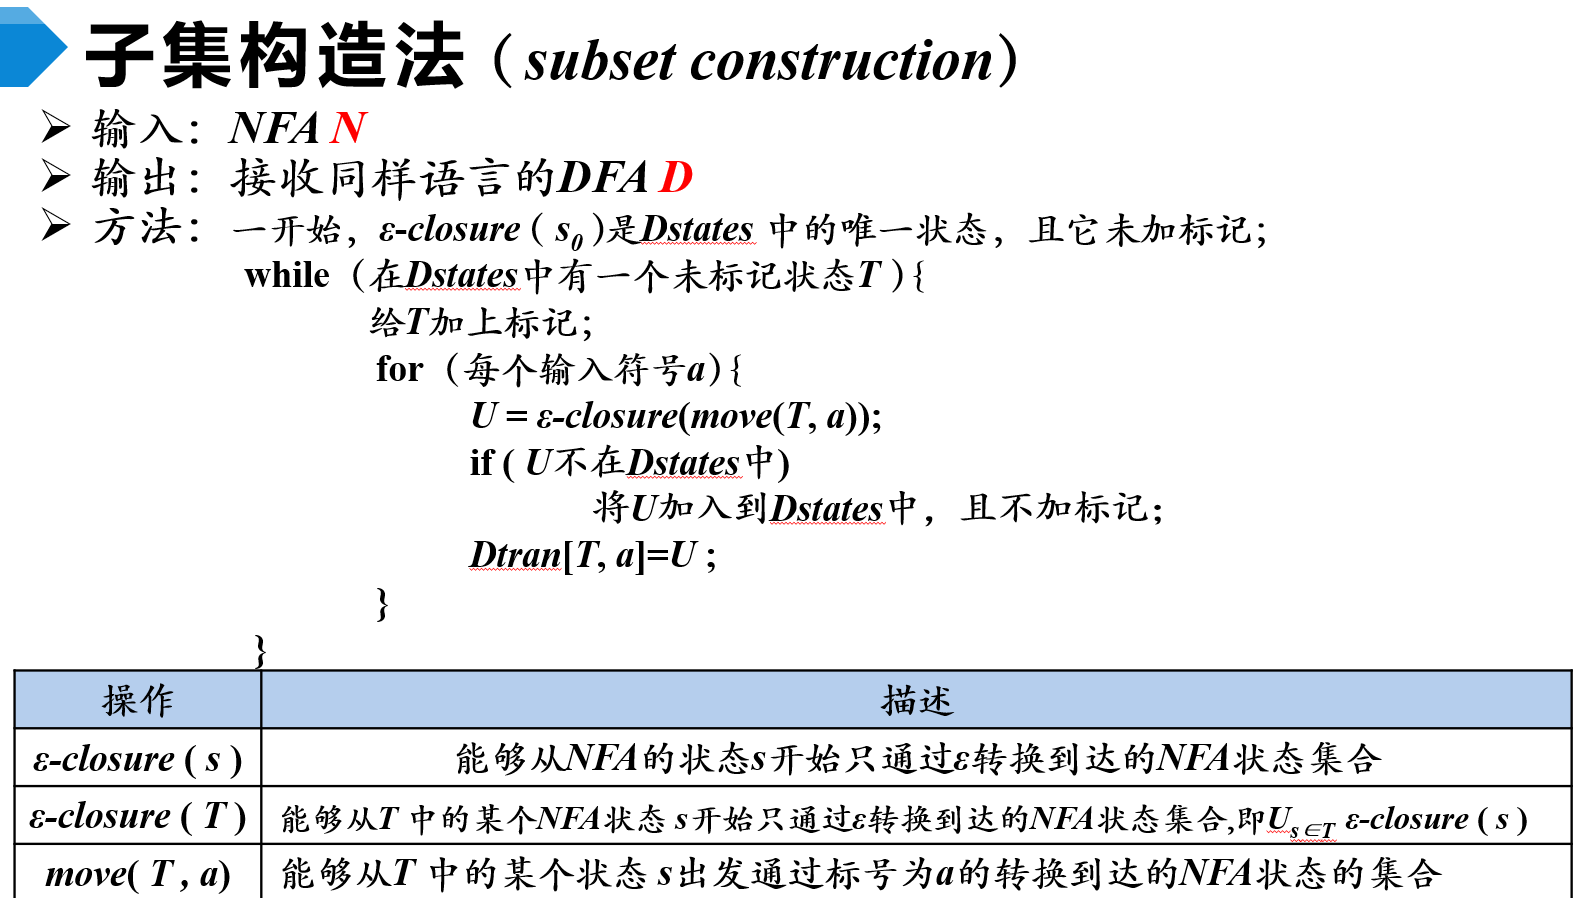 子集构造法（subset construction）
➢ 输入：NFA N
➢ 输出：接收同样语言的DFA D
➢ 方法：一开始，ε-closure ( s0 )是Dstates 中的唯一状态，且它未加标记；
while（在Dstates中有一个未标记状态T ）{
给T加上标记；
for（每个输入符号a）{
U = ε-closure(move(T, a));
if ( U不在Dstates中)
将U加入到Dstates中，且不加标记；
Dtran[T, a]=U ;
}
}
操作 描述
ε-closure ( s ) 能够从NFA的状态s开始只通过ε转换到达的NFA状态集合
ε-closure ( T ) 能够从T 中的某个NFA状态 s开始只通过ε转换到达的NFA状态集合,即U s∈T ε-closure ( s )
move( T , a) 能够从T 中的某个状态 s出发通过标号为a的转换到达的NFA状态的集合